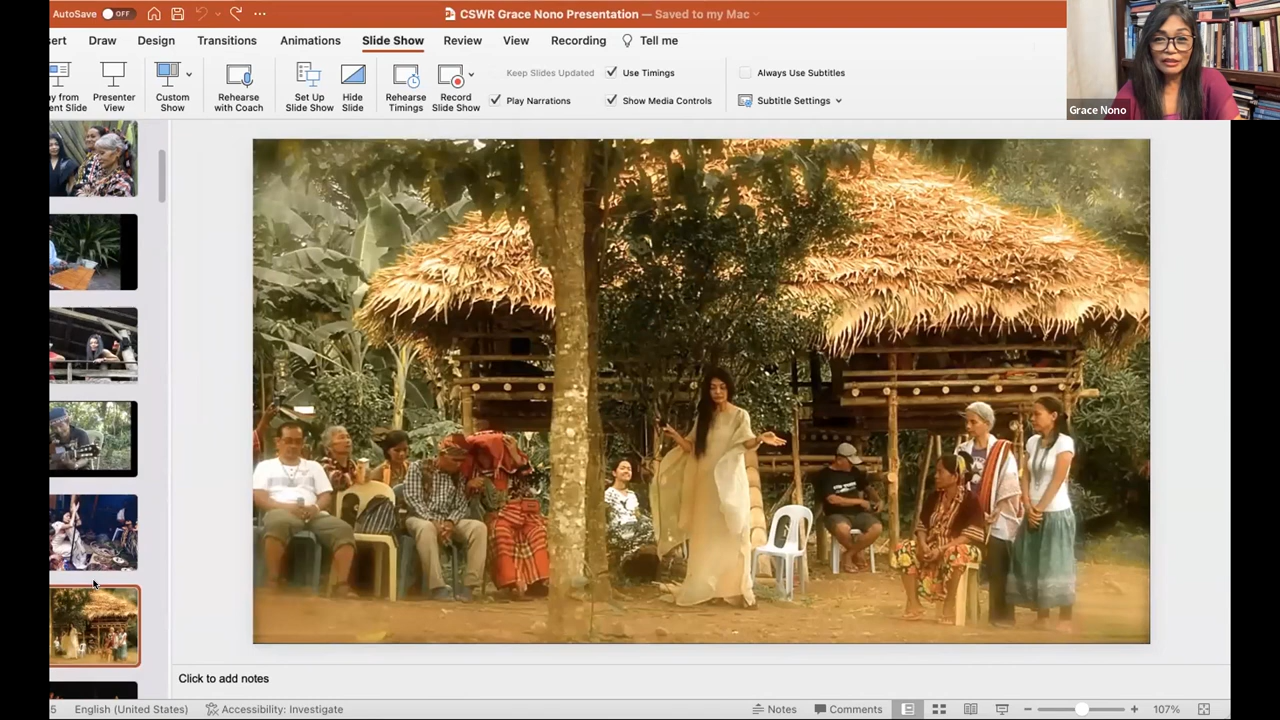 AutoSave OFF
CSWR Grace Nono Presentation — Saved to my Mac
sert Draw Design Transitions Animations Slide Show Review View Recording Tell me
y from
ent Slide
Presenter
View
Custom
Show
Rehearse
with Coach
Set Up
Slide Show
Hide
Slide
Rehearse
Timings
Record
Slide Show
Keep Slides Updated
Play Narrations
Use Timings
Show Media Controls
Always Use Subtitles
Subtitle Settings
Grace Nono
Click to add notes
5 English (United States) Accessibility: Investigate Notes Comments 107%